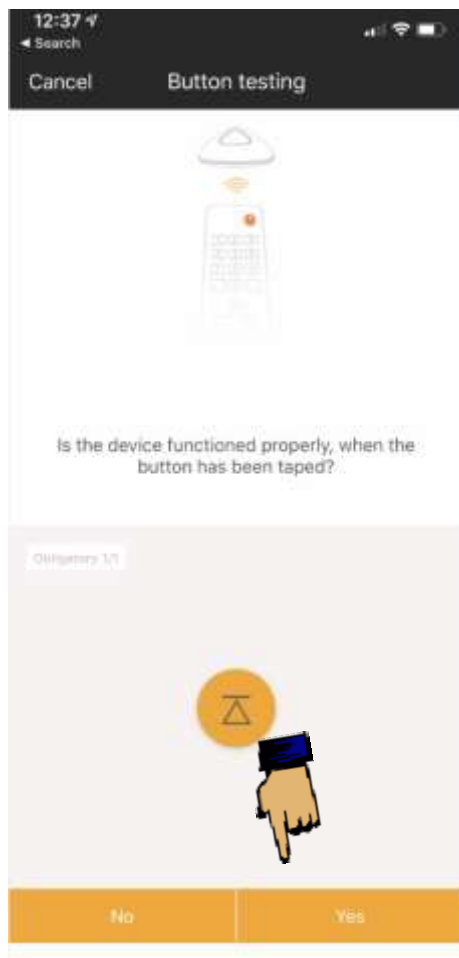 12:37
◀ Search
Cancel Button testing
Is the device functioned properly, when the
button has been taped?
Obligatory 1/1
No Yes